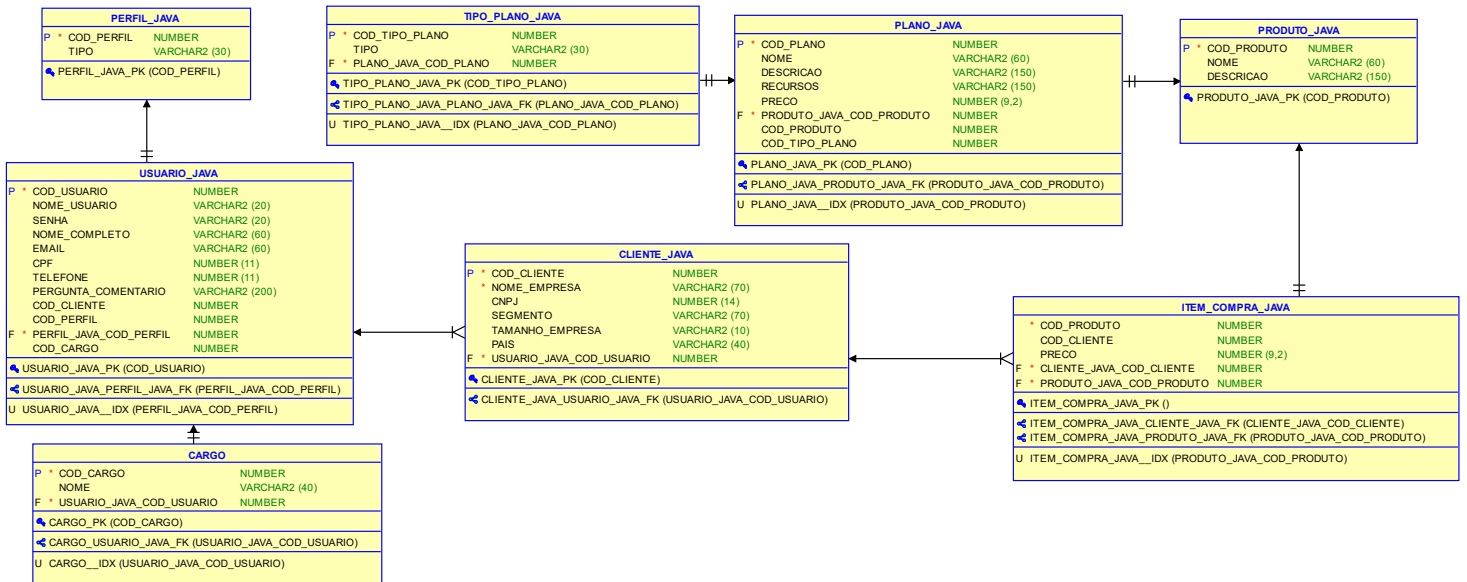 PERFIL_JAVA
P * COD_PERFIL NUMBER
TIPO VARCHAR2 (30)
PERFIL_JAVA_PK (COD_PERFIL)
TIPO_PLANO_JAVA
P * COD_TIPO_PLANO NUMBER
TIPO VARCHAR2 (30)
F * PLANO_JAVA_COD_PLANO NUMBER
TIPO_PLANO_JAVA_PK (COD_TIPO_PLANO)
TIPO_PLANO_JAVA_PLANO_JAVA_FK (PLANO_JAVA_COD_PLANO)
U TIPO_PLANO_JAVA__IDX (PLANO_JAVA_COD_PLANO)
PLANO_JAVA
P * COD_PLANO NUMBER
NOME VARCHAR2 (60)
DESCRICAO VARCHAR2 (150)
RECURSOS VARCHAR2 (150)
PRECO NUMBER (9,2)
F * PRODUTO_JAVA_COD_PRODUTO NUMBER
COD_PRODUTO NUMBER
COD_TIPO_PLANO NUMBER
PLANO_JAVA_PK (COD_PLANO)
PLANO_JAVA_PRODUTO_JAVA_FK (PRODUTO_JAVA_COD_PRODUTO)
U PLANO_JAVA__IDX (PRODUTO_JAVA_COD_PRODUTO)
PRODUTO_JAVA
P * COD_PRODUTO NUMBER
NOME VARCHAR2 (60)
DESCRICAO VARCHAR2 (150)
PRODUTO_JAVA_PK (COD_PRODUTO)
USUARIO_JAVA
P * COD_USUARIO NUMBER
NOME_USUARIO VARCHAR2 (20)
SENHA VARCHAR2 (20)
NOME_COMPLETO VARCHAR2 (60)
EMAIL VARCHAR2 (60)
CPF NUMBER (11)
TELEFONE NUMBER (11)
PERGUNTA_COMENTARIO VARCHAR2 (200)
COD_CLIENTE NUMBER
COD_PERFIL NUMBER
F * PERFIL_JAVA_COD_PERFIL NUMBER
COD_CARGO NUMBER
USUARIO_JAVA_PK (COD_USUARIO)
USUARIO_JAVA_PERFIL_JAVA_FK (PERFIL_JAVA_COD_PERFIL)
U USUARIO_JAVA__IDX (PERFIL_JAVA_COD_PERFIL)
CLIENTE_JAVA
P * COD_CLIENTE NUMBER
* NOME_EMPRESA VARCHAR2 (70)
CNPJ NUMBER (14)
SEGMENTO VARCHAR2 (70)
TAMANHO_EMPRESA VARCHAR2 (10)
PAIS VARCHAR2 (40)
F * USUARIO_JAVA_COD_USUARIO NUMBER
CLIENTE_JAVA_PK (COD_CLIENTE)
CLIENTE_JAVA_USUARIO_JAVA_FK (USUARIO_JAVA_COD_USUARIO)
ITEM_COMPRA_JAVA
* COD_PRODUTO NUMBER
COD_CLIENTE NUMBER
PRECO NUMBER (9,2)
F * CLIENTE_JAVA_COD_CLIENTE NUMBER
F * PRODUTO_JAVA_COD_PRODUTO NUMBER
ITEM_COMPRA_JAVA_PK ()
ITEM_COMPRA_JAVA_CLIENTE_JAVA_FK (CLIENTE_JAVA_COD_CLIENTE)
ITEM_COMPRA_JAVA_PRODUTO_JAVA_FK (PRODUTO_JAVA_COD_PRODUTO)
U ITEM_COMPRA_JAVA__IDX (PRODUTO_JAVA_COD_PRODUTO)
CARGO
P * COD_CARGO NUMBER
NOME VARCHAR2 (40)
F * USUARIO_JAVA_COD_USUARIO NUMBER
CARGO_PK (COD_CARGO)
CARGO_USUARIO_JAVA_FK (USUARIO_JAVA_COD_USUARIO)
U CARGO__IDX (USUARIO_JAVA_COD_USUARIO)